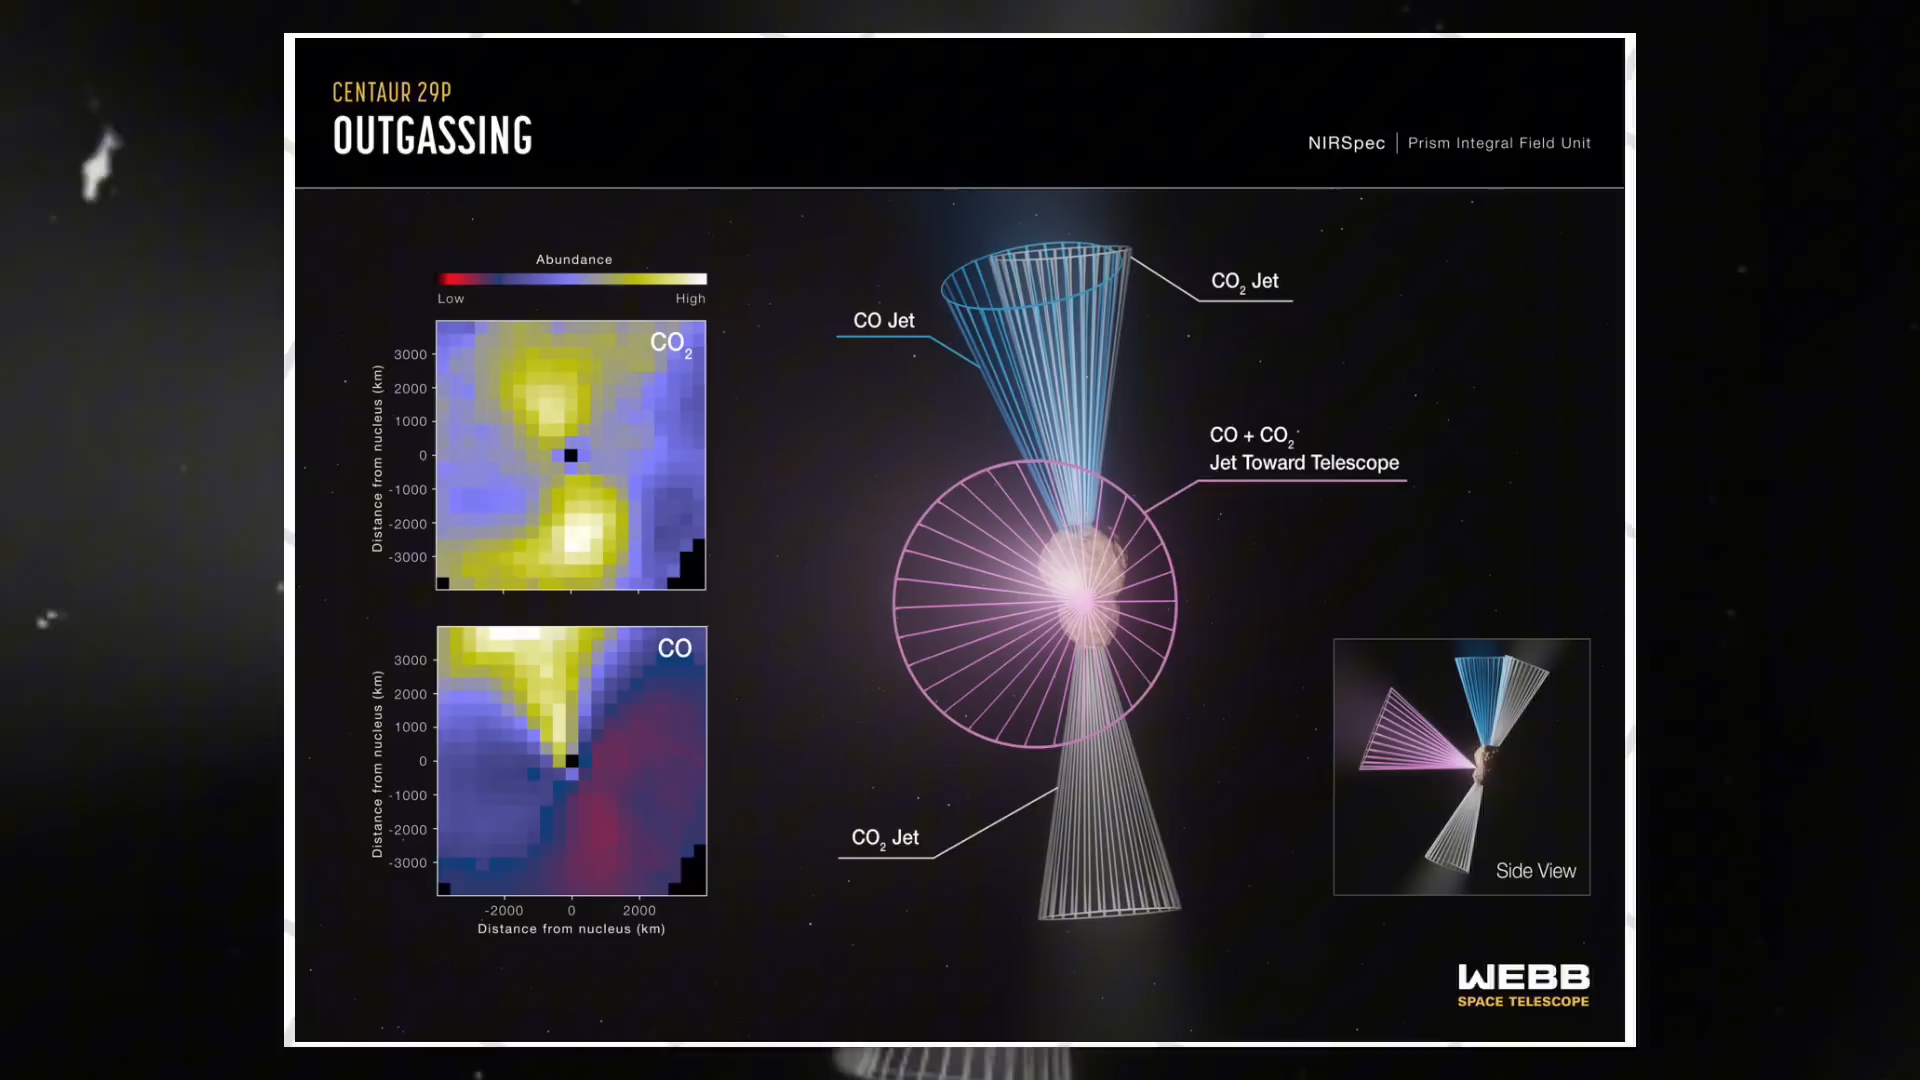 CENTAUR 29P
OUTGASSING
NIRSpec | Prism Integral Field Unit
Abundance
Low High
CO₂
3000
2000
1000
0
-1000
-2000
-3000
Distance from nucleus (km)
CO
3000
2000
1000
0
-1000
-2000
-3000
Distance from nucleus (km)
-2000 0 2000
Distance from nucleus (km)
CO₂ Jet
CO Jet
CO + CO₂
Jet Toward Telescope
CO₂ Jet
Side View
WEBB
SPACE TELESCOPE